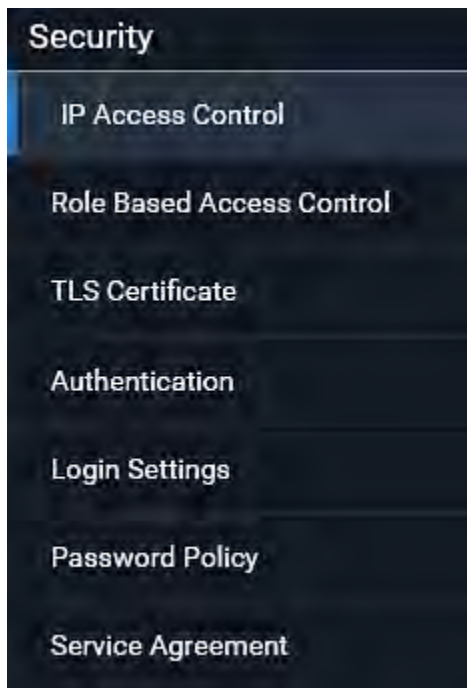 Security
IP Access Control
Role Based Access Control
TLS Certificate
Authentication
Login Settings
Password Policy
Service Agreement